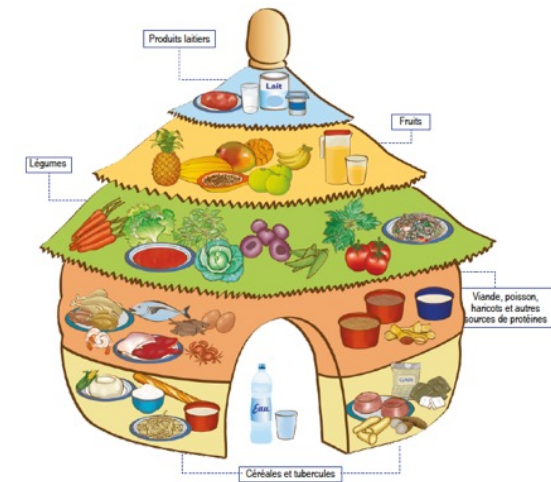 Produits laitiers
Lait
Fruits
Légumes
Viande, poisson,
haricots et autres
sources de protéines
Eau
Céréales et tubercules